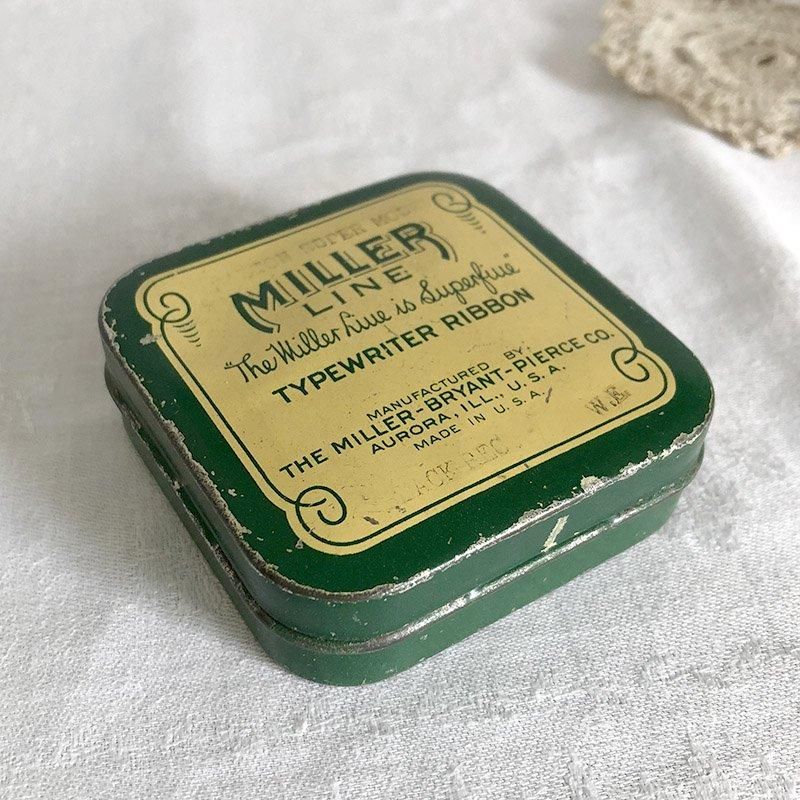 SUPER
MILLER
LINE
"The Miller Line is Superfine"
TYPEWRITER RIBBON
MANUFACTURED BY
THE MILLER-BRYANT-PIERCE CO.
AURORA, ILL., U.S.A.
MADE IN U.S.A.